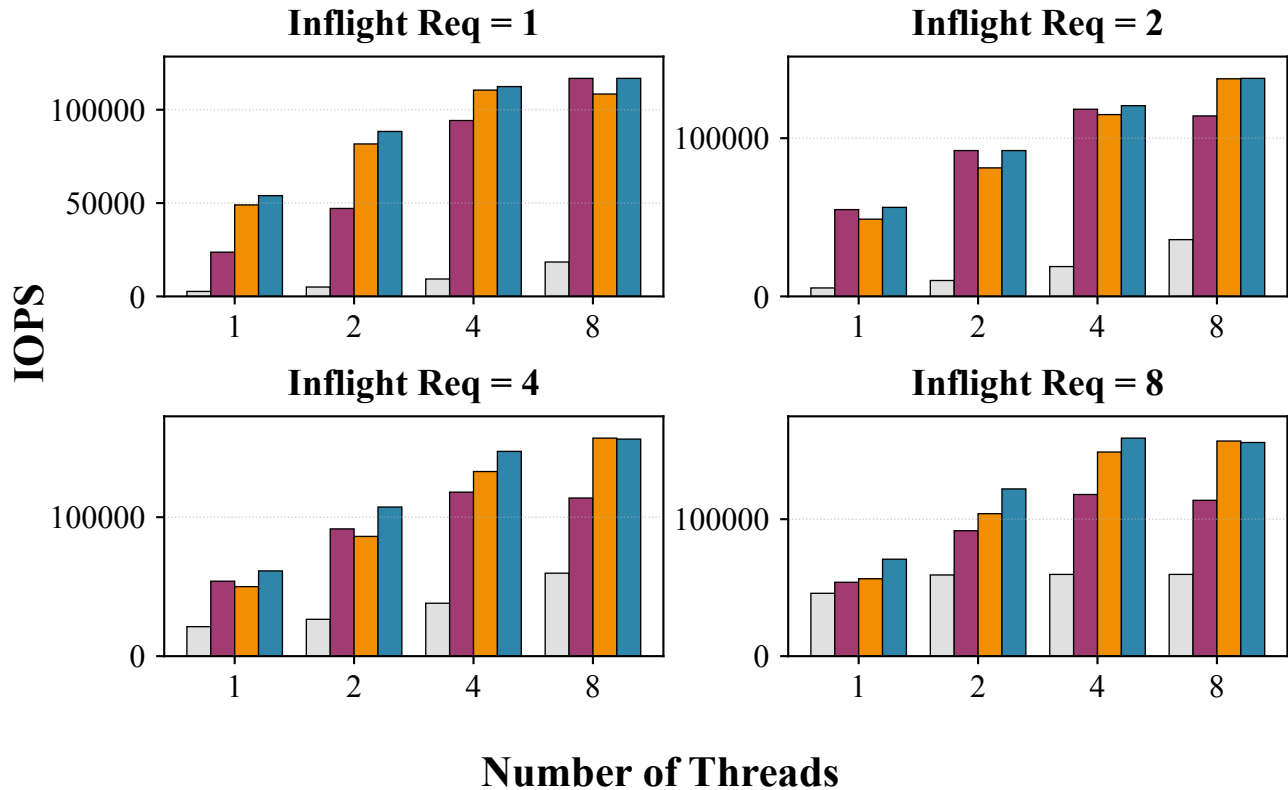 Inflight Req = 1
Inflight Req = 2
100000
50000
0
1 2 4 8
100000
0
1 2 4 8
IOPS
Inflight Req = 4
Inflight Req = 8
100000
0
1 2 4 8
100000
0
1 2 4 8
Number of Threads